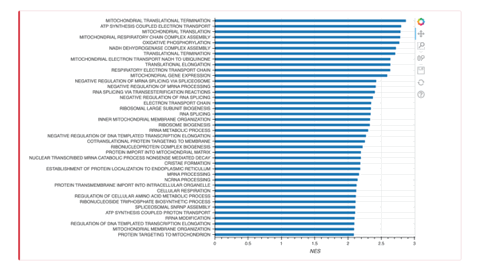 MITOCHONDRIAL TRANSLATIONAL TERMINATION
ATP SYNTHESIS COUPLED ELECTRON TRANSPORT
MITOCHONDRIAL TRANSLATION
MITOCHONDRIAL RESPIRATORY CHAIN COMPLEX ASSEMBLY
OXIDATIVE PHOSPHORYLATION
NADH DEHYDROGENASE COMPLEX ASSEMBLY
TRANSLATIONAL TERMINATION
MITOCHONDRIAL ELECTRON TRANSPORT NADH TO UBIQUINONE
TRANSLATIONAL ELONGATION
RESPIRATORY ELECTRON TRANSPORT CHAIN
MITOCHONDRIAL GENE EXPRESSION
NEGATIVE REGULATION OF MRNA SPLICING VIA SPLICEOSOME
NEGATIVE REGULATION OF MRNA PROCESSING
RNA SPLICING VIA TRANSESTERIFICATION REACTIONS
NEGATIVE REGULATION OF RNA SPLICING
ELECTRON TRANSPORT CHAIN
RIBOSOMAL LARGE SUBUNIT BIOGENESIS
RNA SPLICING
INNER MITOCHONDRIAL MEMBRANE ORGANIZATION
RIBOSOME BIOGENESIS
RRNA METABOLIC PROCESS
NEGATIVE REGULATION OF DNA TEMPLATED TRANSCRIPTION ELONGATION
COTRANSLATIONAL PROTEIN TARGETING TO MEMBRANE
RIBONUCLEOPROTEIN COMPLEX BIOGENESIS
PROTEIN IMPORT INTO MITOCHONDRIAL MATRIX
NUCLEAR TRANSCRIBED MRNA CATABOLIC PROCESS NONSENSE MEDIATED DECAY
CRISTAE FORMATION
ESTABLISHMENT OF PROTEIN LOCALIZATION TO ENDOPLASMIC RETICULUM
MRNA PROCESSING
NCRNA PROCESSING
PROTEIN TRANSMEMBRANE IMPORT INTO INTRACELLULAR ORGANELLE
CELLULAR RESPIRATION
REGULATION OF CELLULAR AMINO ACID METABOLIC PROCESS
RIBONUCLEOSIDE TRIPHOSPHATE BIOSYNTHETIC PROCESS
SPLICEOSOMAL SNRNP ASSEMBLY
ATP SYNTHESIS COUPLED PROTON TRANSPORT
RRNA MODIFICATION
REGULATION OF DNA TEMPLATED TRANSCRIPTION ELONGATION
MITOCHONDRIAL MEMBRANE ORGANIZATION
PROTEIN TARGETING TO MITOCHONDRION
0 0.5 1 1.5 2 2.5 3
NES